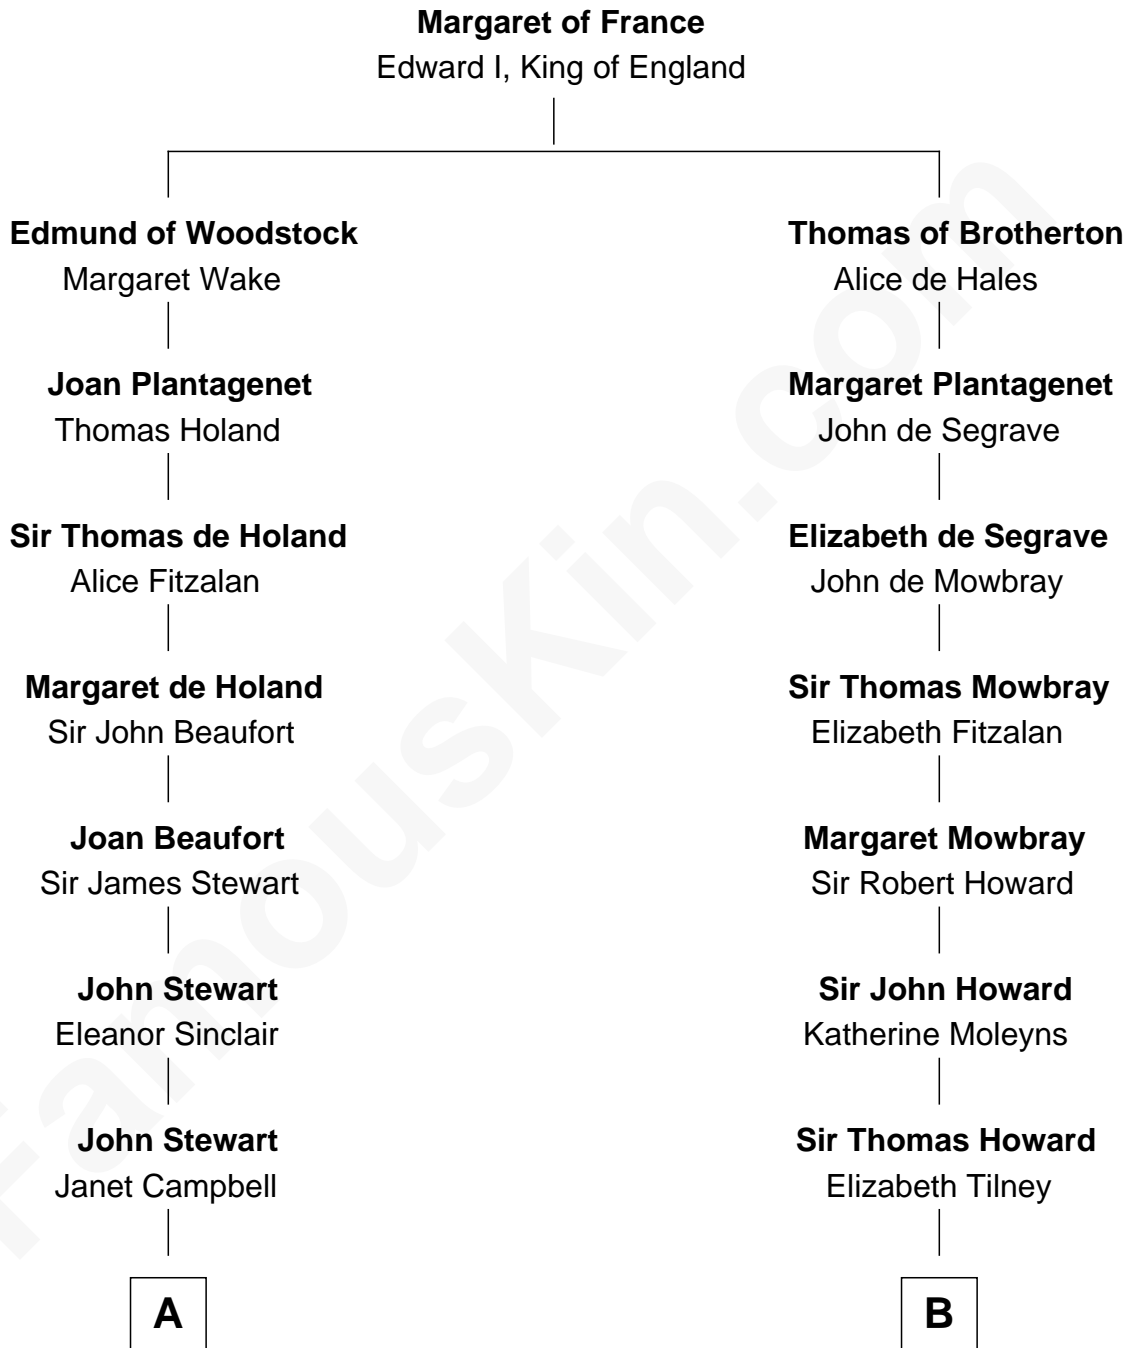 Margaret of France
Edward I, King of England
Edmund of Woodstock
Margaret Wake
Thomas of Brotherton
Alice de Hales
Joan Plantagenet
Thomas Holand
Margaret Plantagenet
John de Segrave
Sir Thomas de Holand
Alice Fitzalan
Elizabeth de Segrave
John de Mowbray
Margaret de Holand
Sir John Beaufort
Sir Thomas Mowbray
Elizabeth Fitzalan
Joan Beaufort
Sir James Stewart
Margaret Mowbray
Sir Robert Howard
John Stewart
Eleanor Sinclair
Sir John Howard
Katherine Moleyns
John Stewart
Janet Campbell
Sir Thomas Howard
Elizabeth Tilney
A
B
FamousKin.com